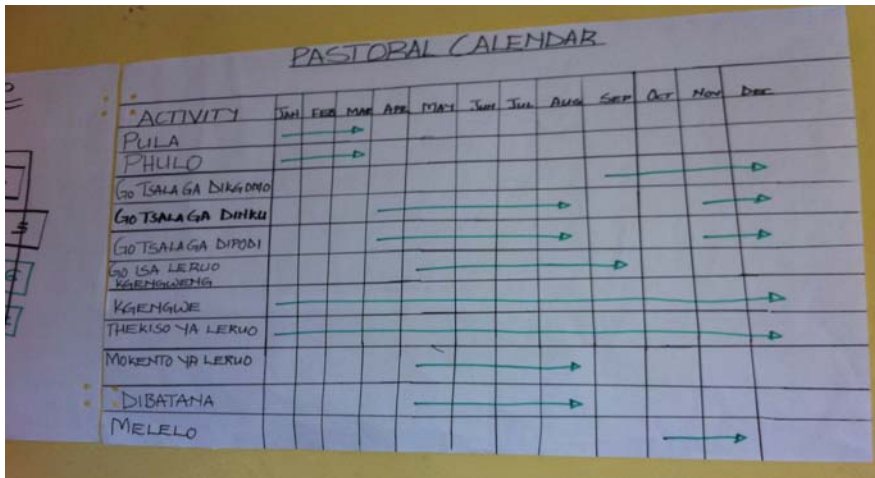 PASTORAL CALENDAR
ACTIVITY JAN FEB MAR APR MAY JUN JUL AUG SEP OCT NOV DEC
PULA
PHULO
GO TSALA GA DIKGOMO
GO TSALA GA DINKU
GO TSALA GA DIPODI
GO ISA LERUO
KGENGWENG
KGENGWE
THEKISO YA LERUO
MOKENTO YA LERUO
DIBATANA
MELELO